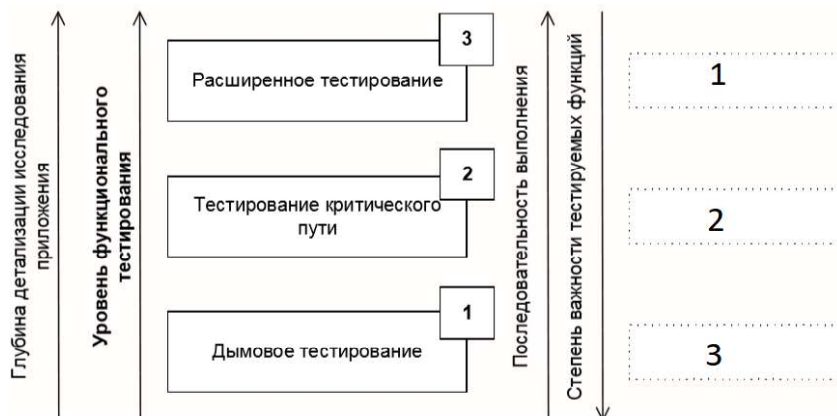 Глубина детализации исследования
приложения
Уровень функционального
тестирования
3
Расширенное тестирование
2
Тестирование критического
пути
1
Дымовое тестирование
Последовательность выполнения
Степень важности тестируемых функций
1
2
3